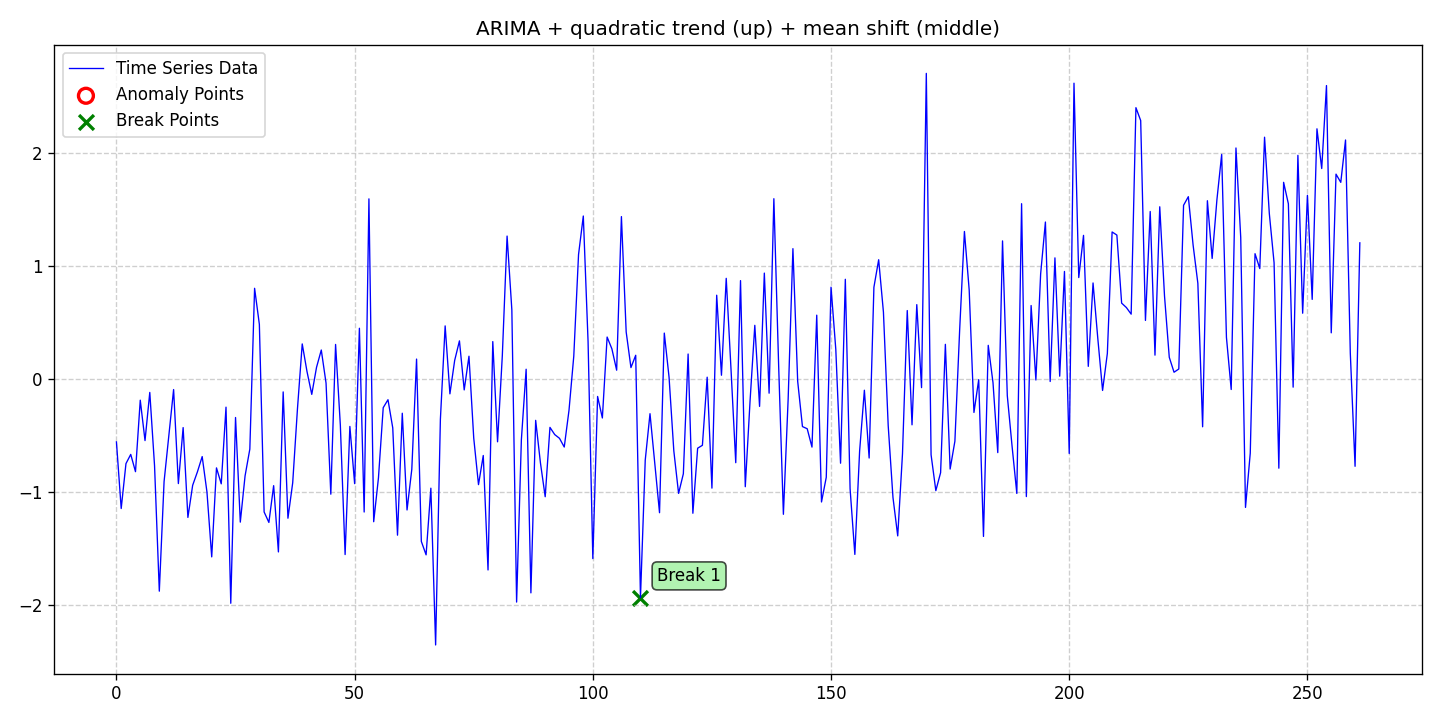 ARIMA + quadratic trend (up) + mean shift (middle)
Time Series Data
Anomaly Points
Break Points
2
1
0
−1
−2
Break 1
0
50
100
150
200
250